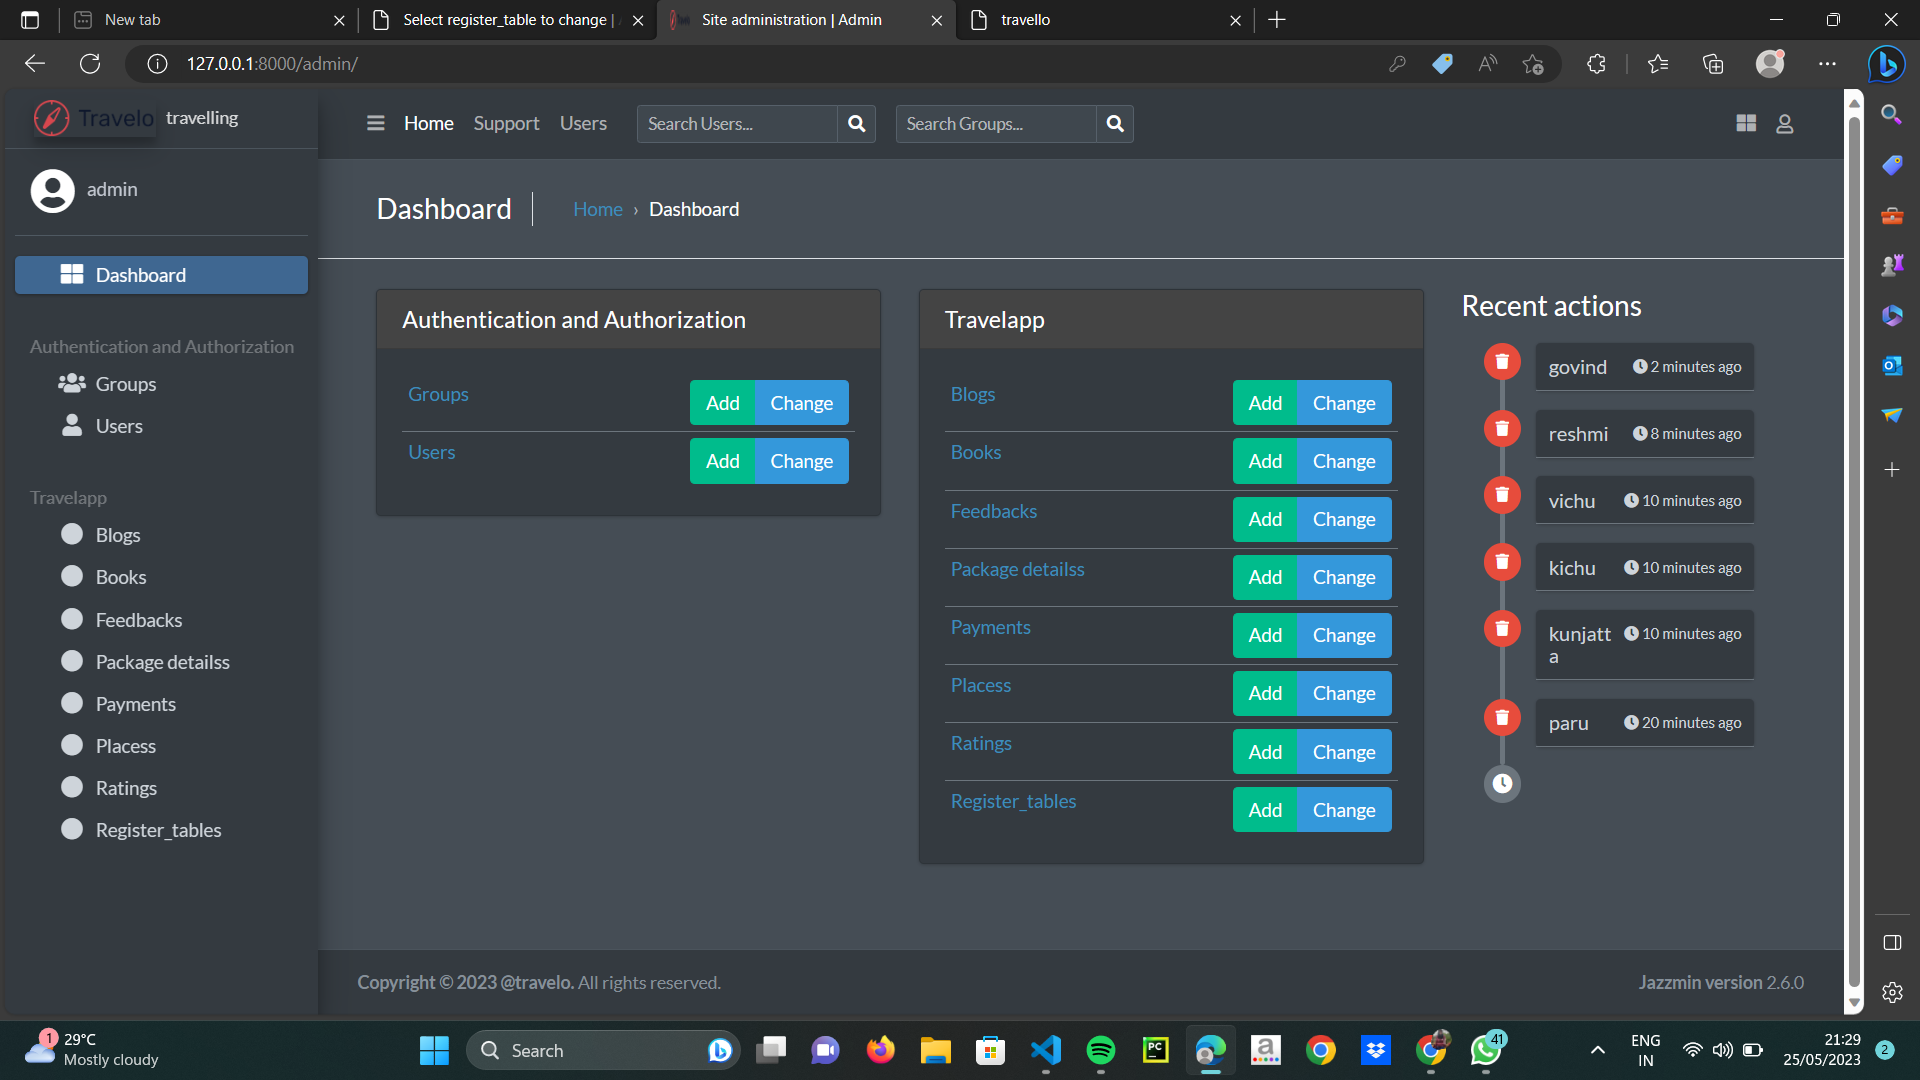 New tab
Select register_table to change |
Site administration | Admin
travello
127.0.0.1:8000/admin/
Travelo travelling
Home Support Users Search Users... Search Groups...
admin
Dashboard
Home › Dashboard
Dashboard
Authentication and Authorization
Groups
Users
Travelapp
Blogs
Books
Feedbacks
Package detailss
Payments
Placess
Ratings
Register_tables
Authentication and Authorization
Groups Add Change
Users Add Change
Travelapp
Blogs Add Change
Books Add Change
Feedbacks Add Change
Package detailss Add Change
Payments Add Change
Placess Add Change
Ratings Add Change
Register_tables Add Change
Recent actions
govind 2 minutes ago
reshmi 8 minutes ago
vichu 10 minutes ago
kichu 10 minutes ago
kunjatt 10 minutes ago
a
paru 20 minutes ago
Copyright © 2023 @travelo. All rights reserved.
Jazzmin version 2.6.0
1
29°C
Mostly cloudy
Search
PC
a
41
ENG
IN
21:29
25/05/2023
2